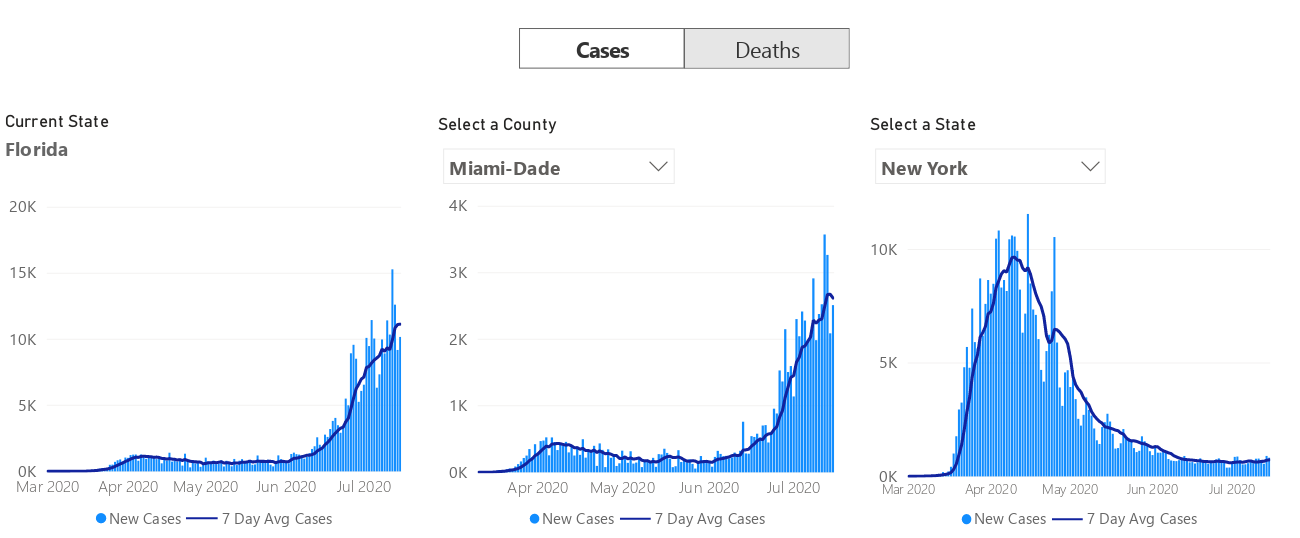 Cases Deaths
Current State
Florida
20K
15K
10K
5K
0K
Mar 2020 Apr 2020 May 2020 Jun 2020 Jul 2020
New Cases 7 Day Avg Cases
Select a County
Miami-Dade
4K
3K
2K
1K
0K
Apr 2020 May 2020 Jun 2020 Jul 2020
New Cases 7 Day Avg Cases
Select a State
New York
10K
5K
0K
Mar 2020 Apr 2020 May 2020 Jun 2020 Jul 2020
New Cases 7 Day Avg Cases